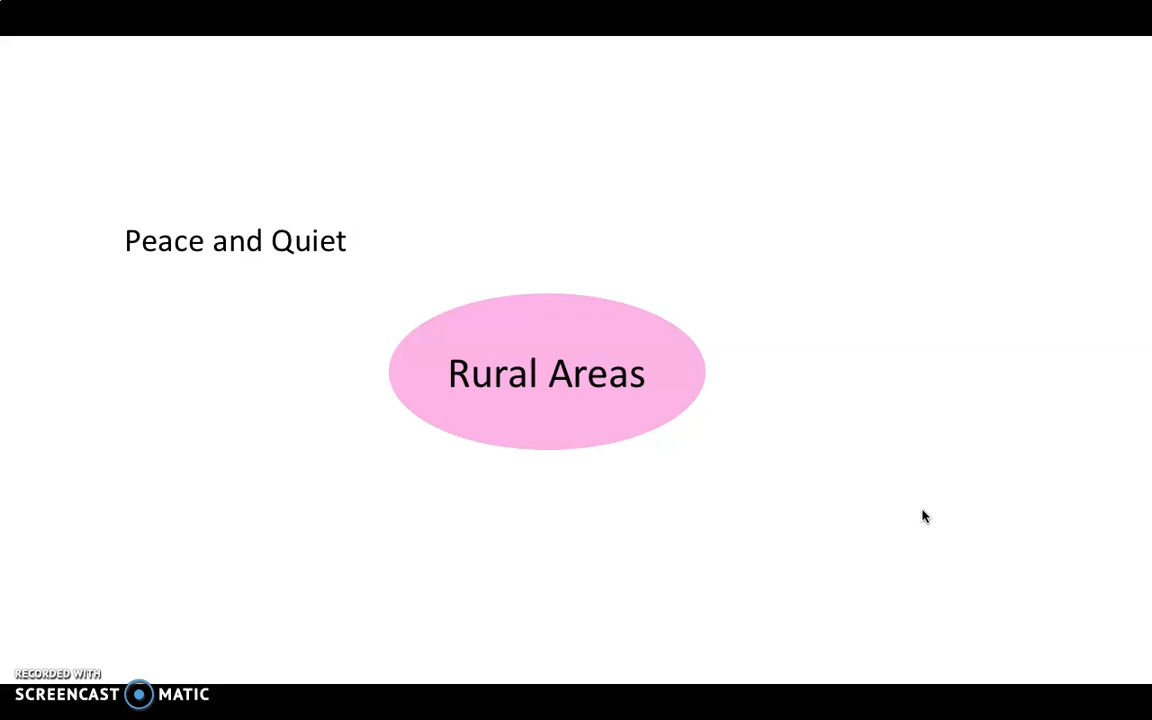 Peace and Quiet
Rural Areas
RECORDED WITH
SCREENCAST MATIC